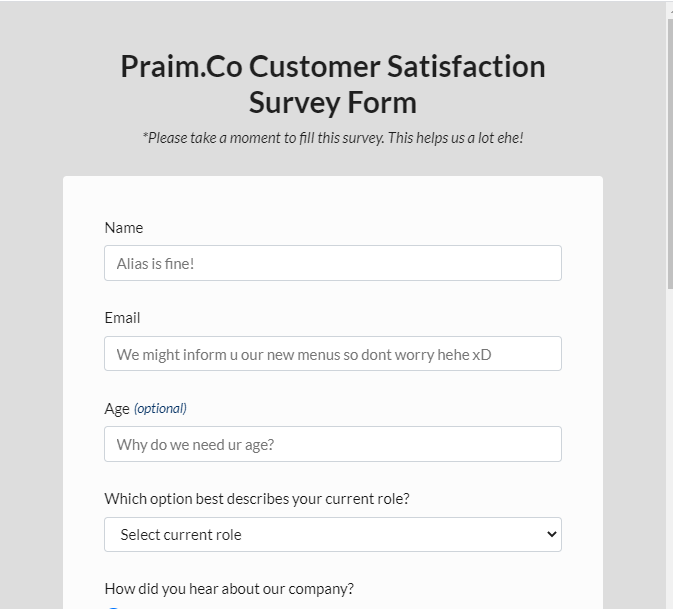 Praim.Co Customer Satisfaction
Survey Form
*Please take a moment to fill this survey. This helps us a lot ehe!
Name
Alias is fine!
Email
We might inform u our new menus so dont worry hehe xD
Age (optional)
Why do we need ur age?
Which option best describes your current role?
Select current role
How did you hear about our company?